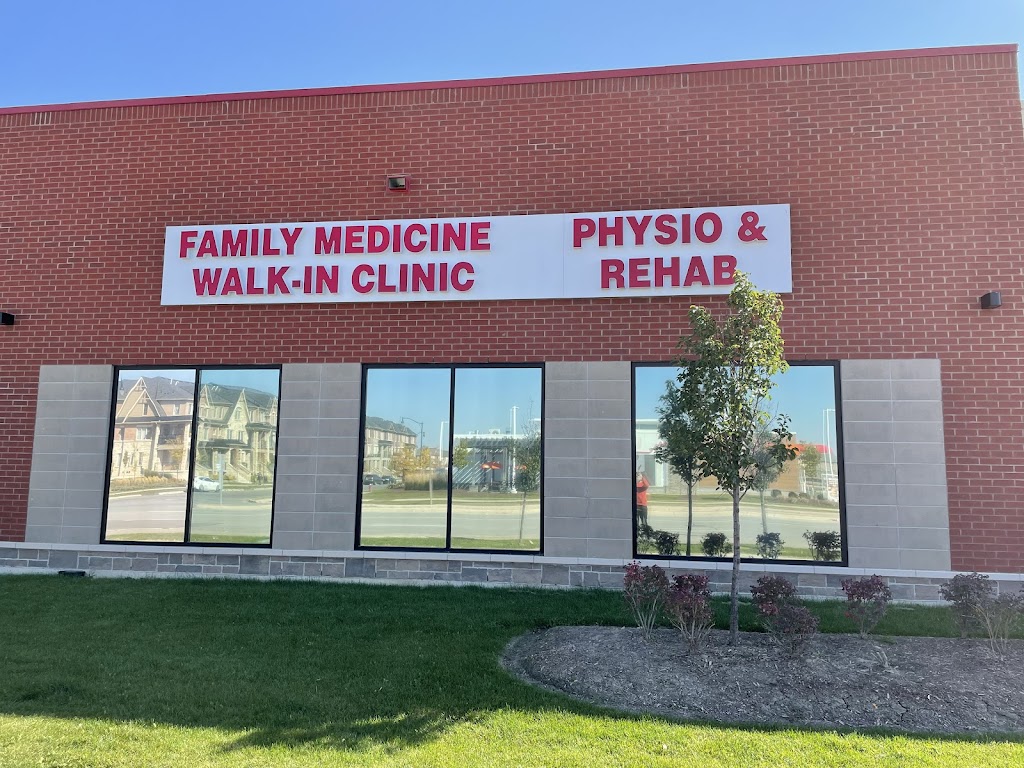 FAMILY MEDICINE
WALK-IN CLINIC
PHYSIO &
REHAB